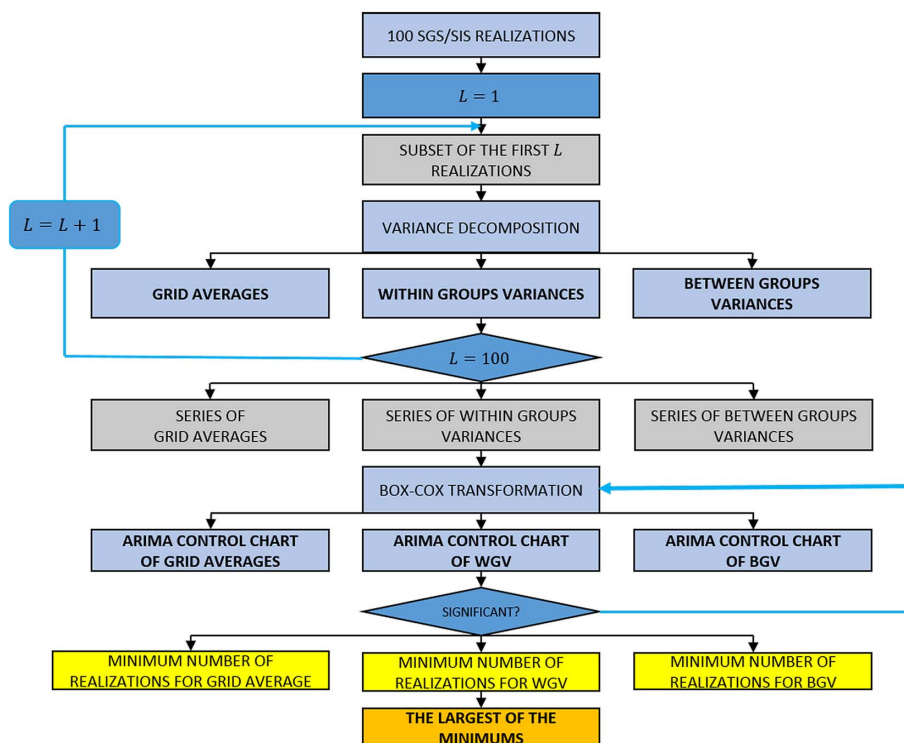 100 SGS/SIS REALIZATIONS
L = 1
SUBSET OF THE FIRST L
REALIZATIONS
L = L + 1
VARIANCE DECOMPOSITION
GRID AVERAGES
WITHIN GROUPS VARIANCES
BETWEEN GROUPS
VARIANCES
L = 100
SERIES OF
GRID AVERAGES
SERIES OF WITHIN GROUPS
VARIANCES
SERIES OF BETWEEN GROUPS
VARIANCES
BOX-COX TRANSFORMATION
ARIMA CONTROL CHART
OF GRID AVERAGES
ARIMA CONTROL CHART
OF WGV
ARIMA CONTROL CHART
OF BGV
SIGNIFICANT?
MINIMUM NUMBER OF
REALIZATIONS FOR GRID AVERAGE
MINIMUM NUMBER OF
REALIZATIONS FOR WGV
MINIMUM NUMBER OF
REALIZATIONS FOR BGV
THE LARGEST OF THE
MINIMUMS